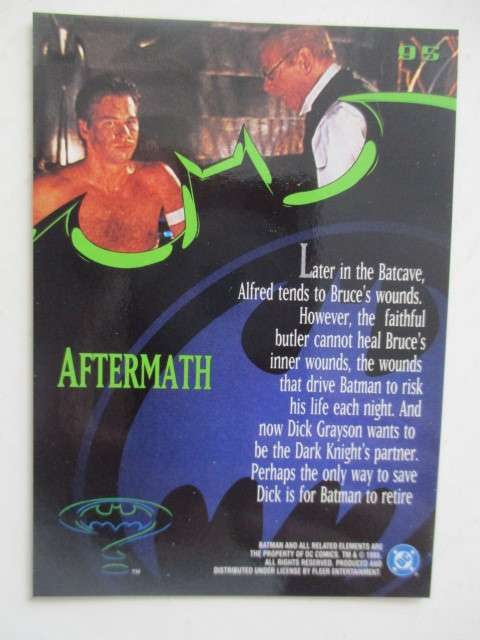 95
Later in the Batcave,
Alfred tends to Bruce's wounds.
However, the faithful
butler cannot heal Bruce's
inner wounds, the wounds
that drive Batman to risk
his life each night. And
now Dick Grayson wants to
be the Dark Knight's partner.
Perhaps the only way to save
Dick is for Batman to retire
AFTERMATH
TM
BATMAN AND ALL RELATED ELEMENTS ARE
THE PROPERTY OF DC COMICS. TM & © 1995.
ALL RIGHTS RESERVED. PRODUCED AND
DISTRIBUTED UNDER LICENSE BY FLEER ENTERTAINMENT.
DC